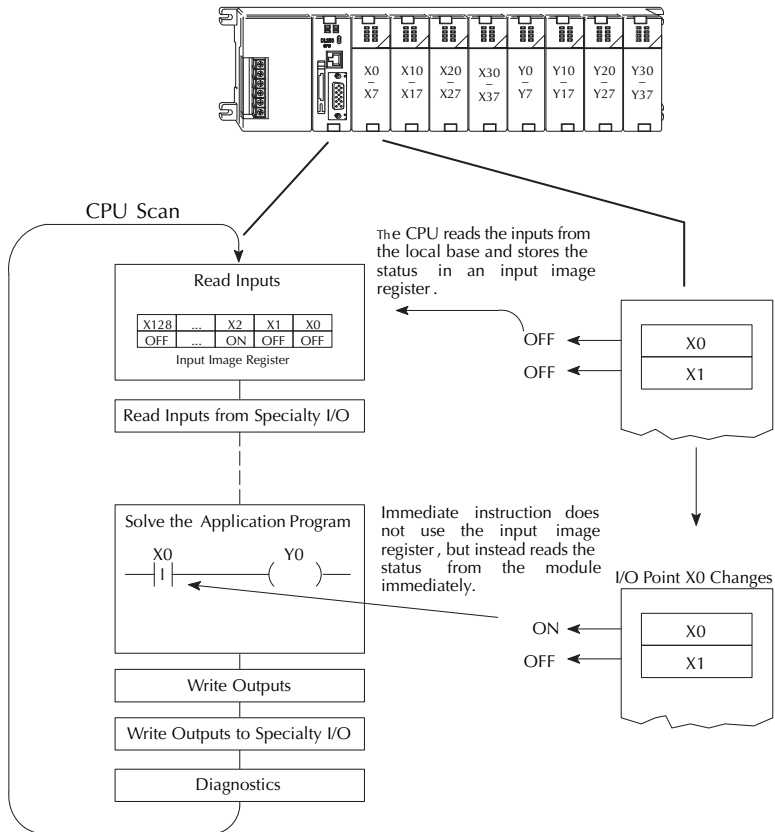 DL250
CPU
X0 – X7
X10 – X17
X20 – X27
X30 – X37
Y0 – Y7
Y10 – Y17
Y20 – Y27
Y30 – Y37
CPU Scan
The CPU reads the inputs from
the local base and stores the
status in an input image
register .
Read Inputs
X128 ... X2 X1 X0
OFF ... ON OFF OFF
Input Image Register
OFF
X0
OFF
X1
Read Inputs from Specialty I/O
Solve the Application Program
X0
Y0
I
Immediate instruction does
not use the input image
register , but instead reads the
status from the module
immediately.
I/O Point X0 Changes
ON
X0
OFF
X1
Write Outputs
Write Outputs to Specialty I/O
Diagnostics